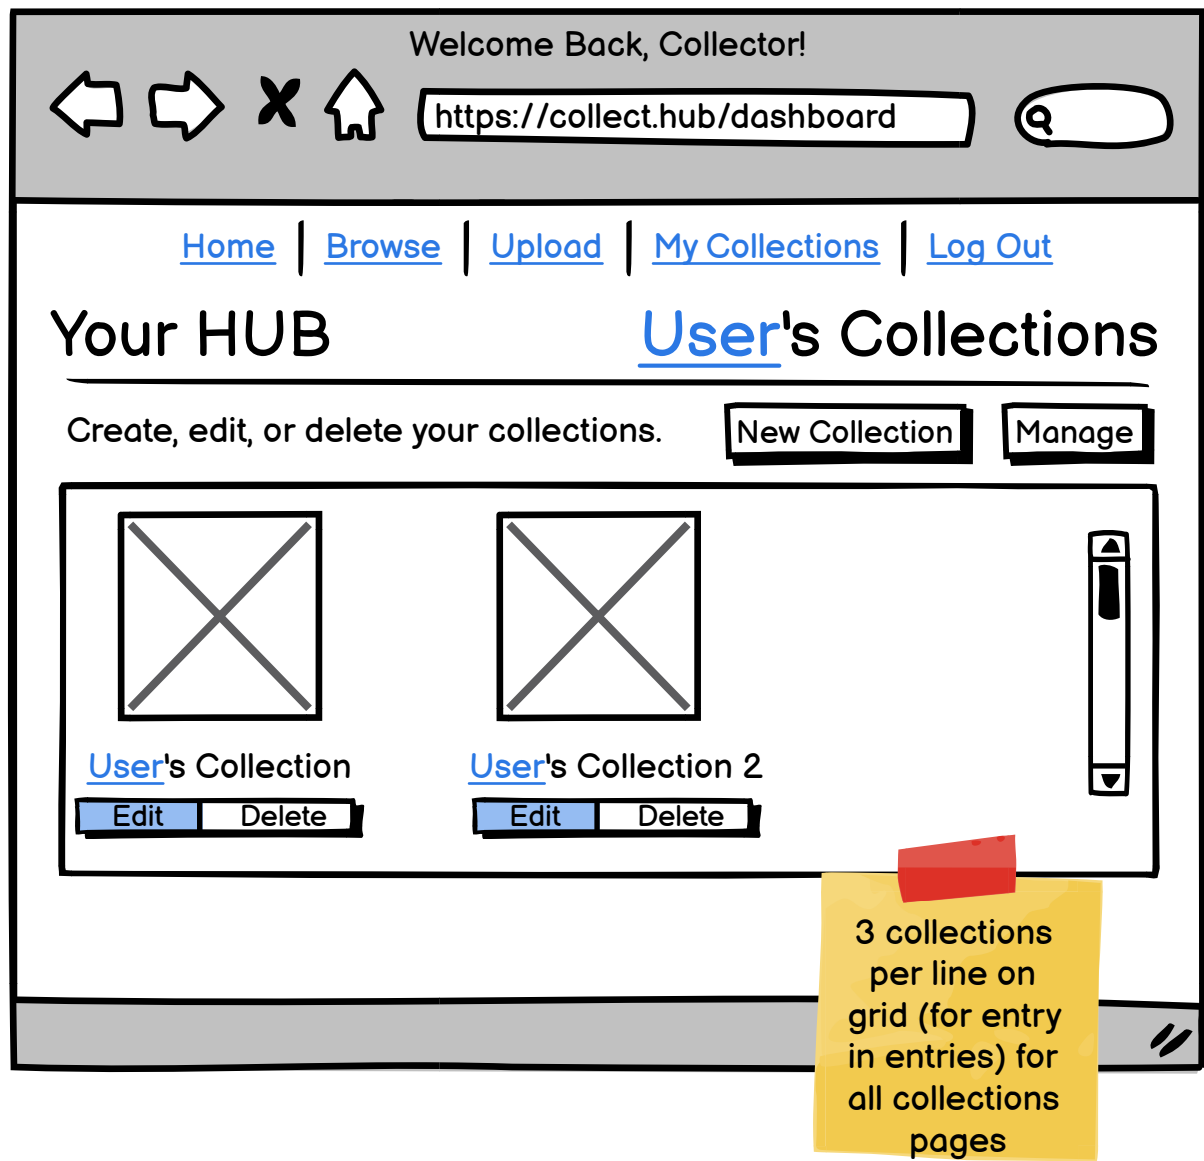 Welcome Back, Collector!
https://collect.hub/dashboard
Home Browse Upload My Collections Log Out
Your HUB User's Collections
Create, edit, or delete your collections. New Collection Manage
User's Collection User's Collection 2
Edit Delete Edit Delete
3 collections
per line on
grid (for entry
in entries) for
all collections
pages